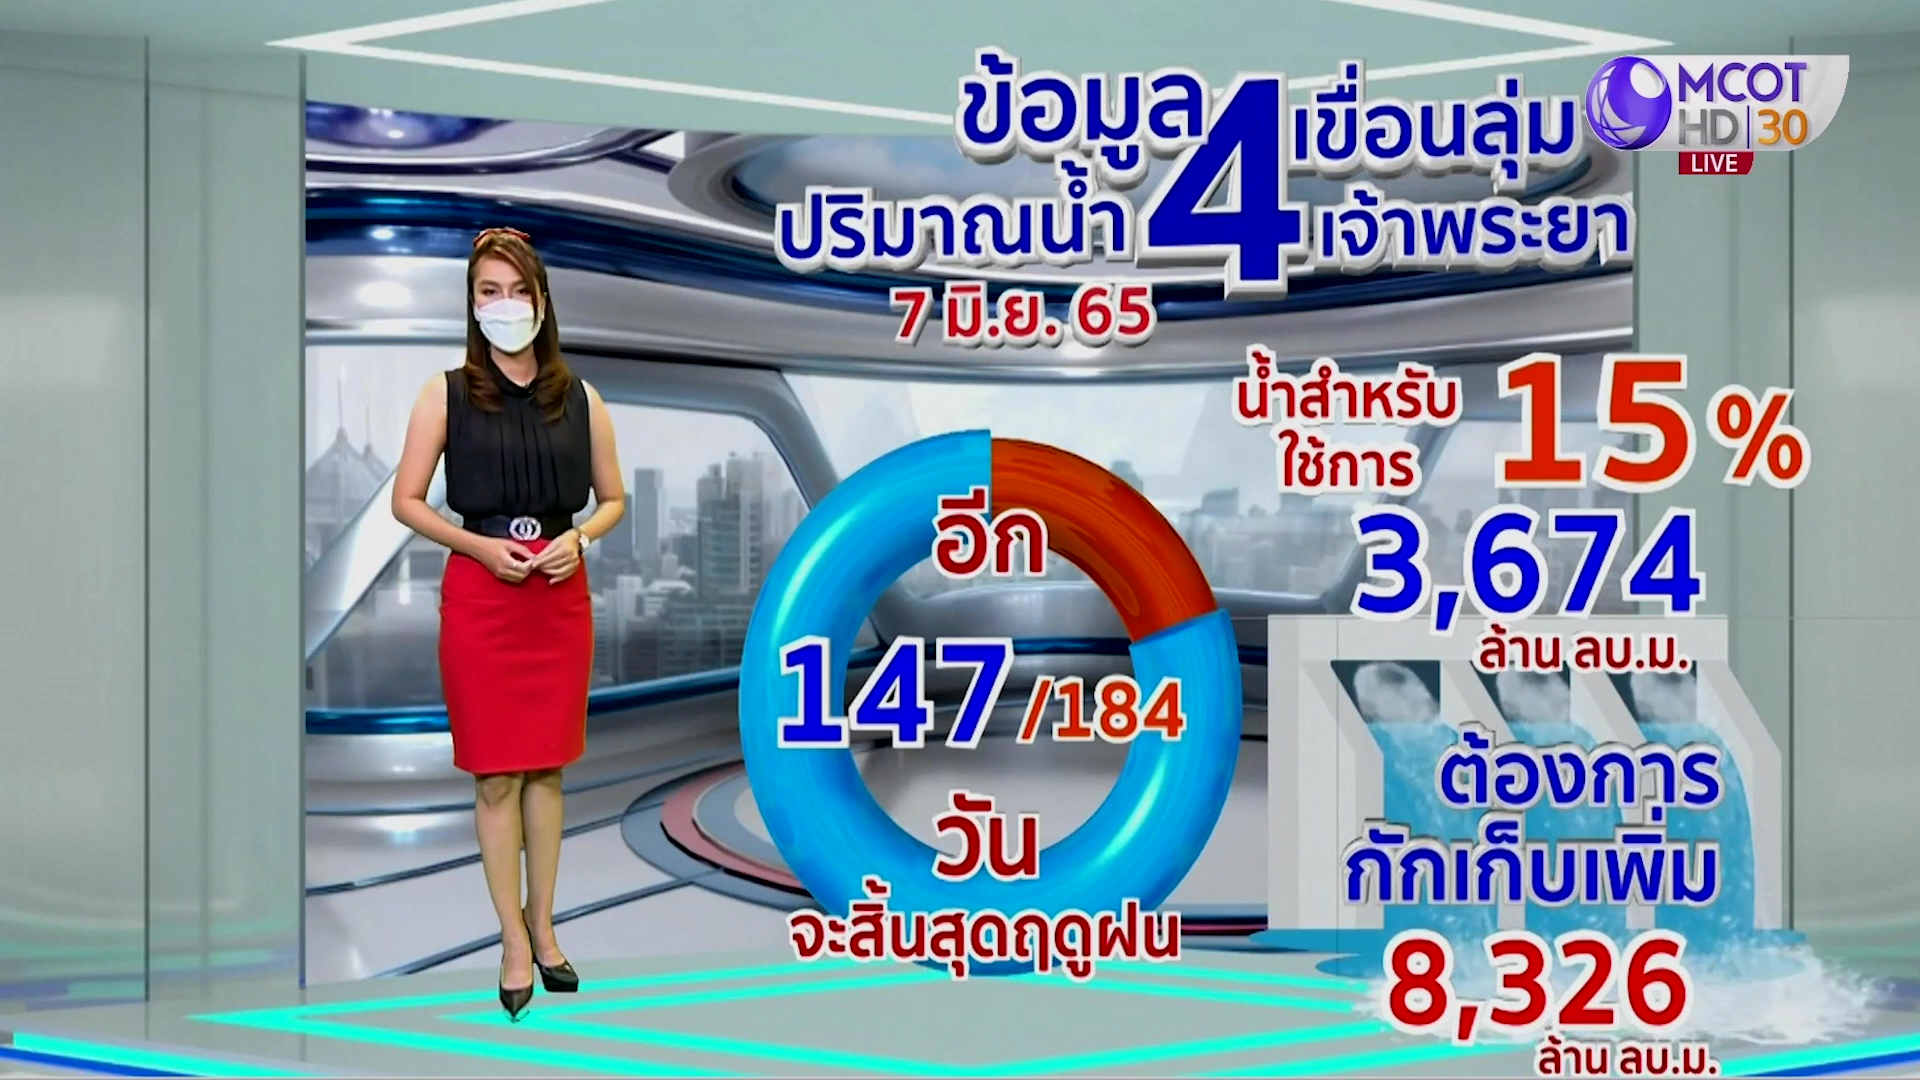 ข้อมูล 4 เขื่อนลุ่ม
ปริมาณน้ำ เจ้าพระยา
7 มิ.ย. 65
MCOT
HD 30
LIVE
น้ำสำหรับ 15%
ใช้การ
3,674
ล้าน ลบ.ม.
อีก
147/184
วัน
จะสิ้นสุดฤดูฝน
ต้องการ
กักเก็บเพิ่ม
8,326
ล้าน ลบ.ม.